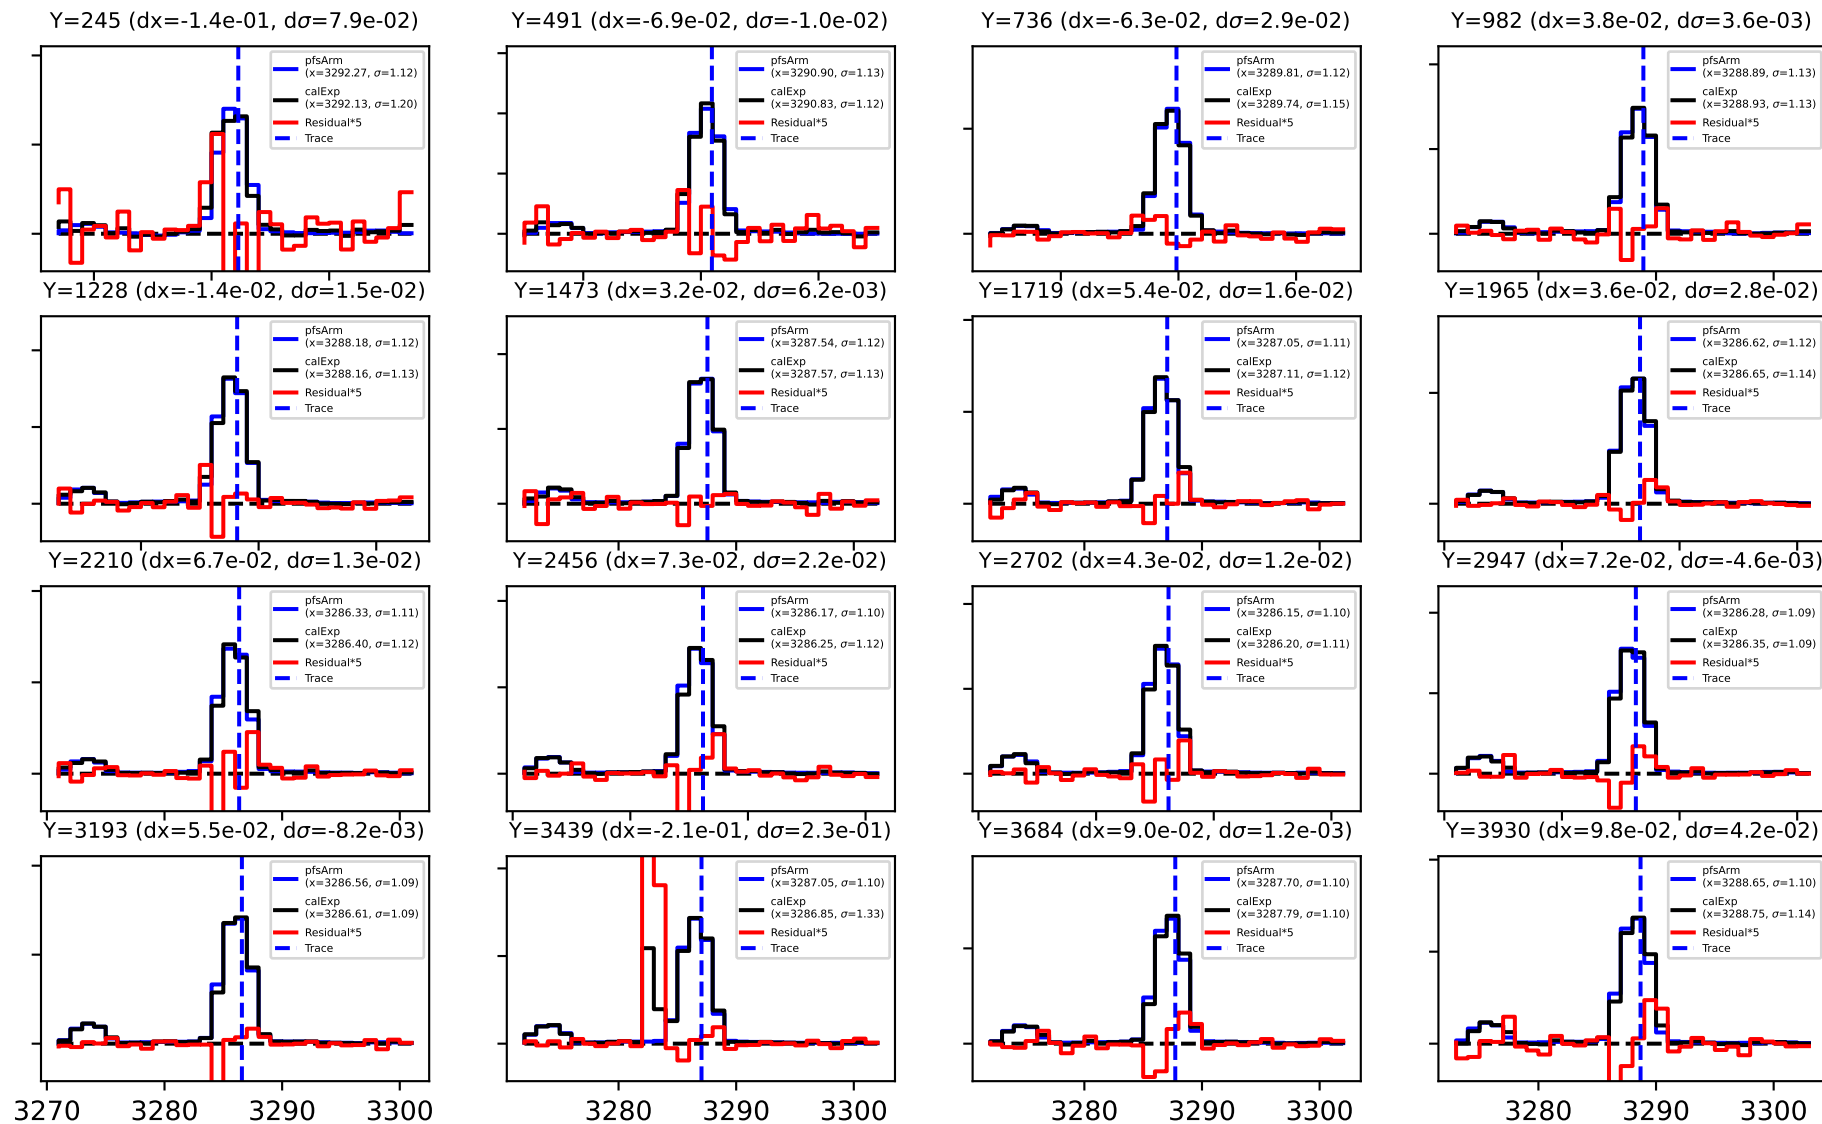 Y=245 (dx=-1.4e-01, dσ=7.9e-02)
pfsArm
(x=3292.27, σ=1.12)
calExp
(x=3292.13, σ=1.20)
Residual*5
Trace
Y=491 (dx=-6.9e-02, dσ=-1.0e-02)
pfsArm
(x=3290.90, σ=1.13)
calExp
(x=3290.83, σ=1.12)
Residual*5
Trace
Y=736 (dx=-6.3e-02, dσ=2.9e-02)
pfsArm
(x=3289.81, σ=1.12)
calExp
(x=3289.74, σ=1.15)
Residual*5
Trace
Y=982 (dx=3.8e-02, dσ=3.6e-03)
pfsArm
(x=3288.89, σ=1.13)
calExp
(x=3288.93, σ=1.13)
Residual*5
Trace
Y=1228 (dx=-1.4e-02, dσ=1.5e-02)
pfsArm
(x=3288.18, σ=1.12)
calExp
(x=3288.16, σ=1.13)
Residual*5
Trace
Y=1473 (dx=3.2e-02, dσ=6.2e-03)
pfsArm
(x=3287.54, σ=1.12)
calExp
(x=3287.57, σ=1.13)
Residual*5
Trace
Y=1719 (dx=5.4e-02, dσ=1.6e-02)
pfsArm
(x=3287.05, σ=1.11)
calExp
(x=3287.11, σ=1.12)
Residual*5
Trace
Y=1965 (dx=3.6e-02, dσ=2.8e-02)
pfsArm
(x=3286.62, σ=1.12)
calExp
(x=3286.65, σ=1.14)
Residual*5
Trace
Y=2210 (dx=6.7e-02, dσ=1.3e-02)
pfsArm
(x=3286.33, σ=1.11)
calExp
(x=3286.40, σ=1.12)
Residual*5
Trace
Y=2456 (dx=7.3e-02, dσ=2.2e-02)
pfsArm
(x=3286.17, σ=1.10)
calExp
(x=3286.25, σ=1.12)
Residual*5
Trace
Y=2702 (dx=4.3e-02, dσ=1.2e-02)
pfsArm
(x=3286.15, σ=1.10)
calExp
(x=3286.20, σ=1.11)
Residual*5
Trace
Y=2947 (dx=7.2e-02, dσ=-4.6e-03)
pfsArm
(x=3286.28, σ=1.09)
calExp
(x=3286.35, σ=1.09)
Residual*5
Trace
Y=3193 (dx=5.5e-02, dσ=-8.2e-03)
pfsArm
(x=3286.56, σ=1.09)
calExp
(x=3286.61, σ=1.09)
Residual*5
Trace
Y=3439 (dx=-2.1e-01, dσ=2.3e-01)
pfsArm
(x=3287.05, σ=1.10)
calExp
(x=3286.85, σ=1.33)
Residual*5
Trace
Y=3684 (dx=9.0e-02, dσ=1.2e-03)
pfsArm
(x=3287.70, σ=1.10)
calExp
(x=3287.79, σ=1.10)
Residual*5
Trace
Y=3930 (dx=9.8e-02, dσ=4.2e-02)
pfsArm
(x=3288.65, σ=1.10)
calExp
(x=3288.75, σ=1.14)
Residual*5
Trace
3270 3280 3290 3300
3280 3290 3300
3280 3290 3300
3280 3290 3300